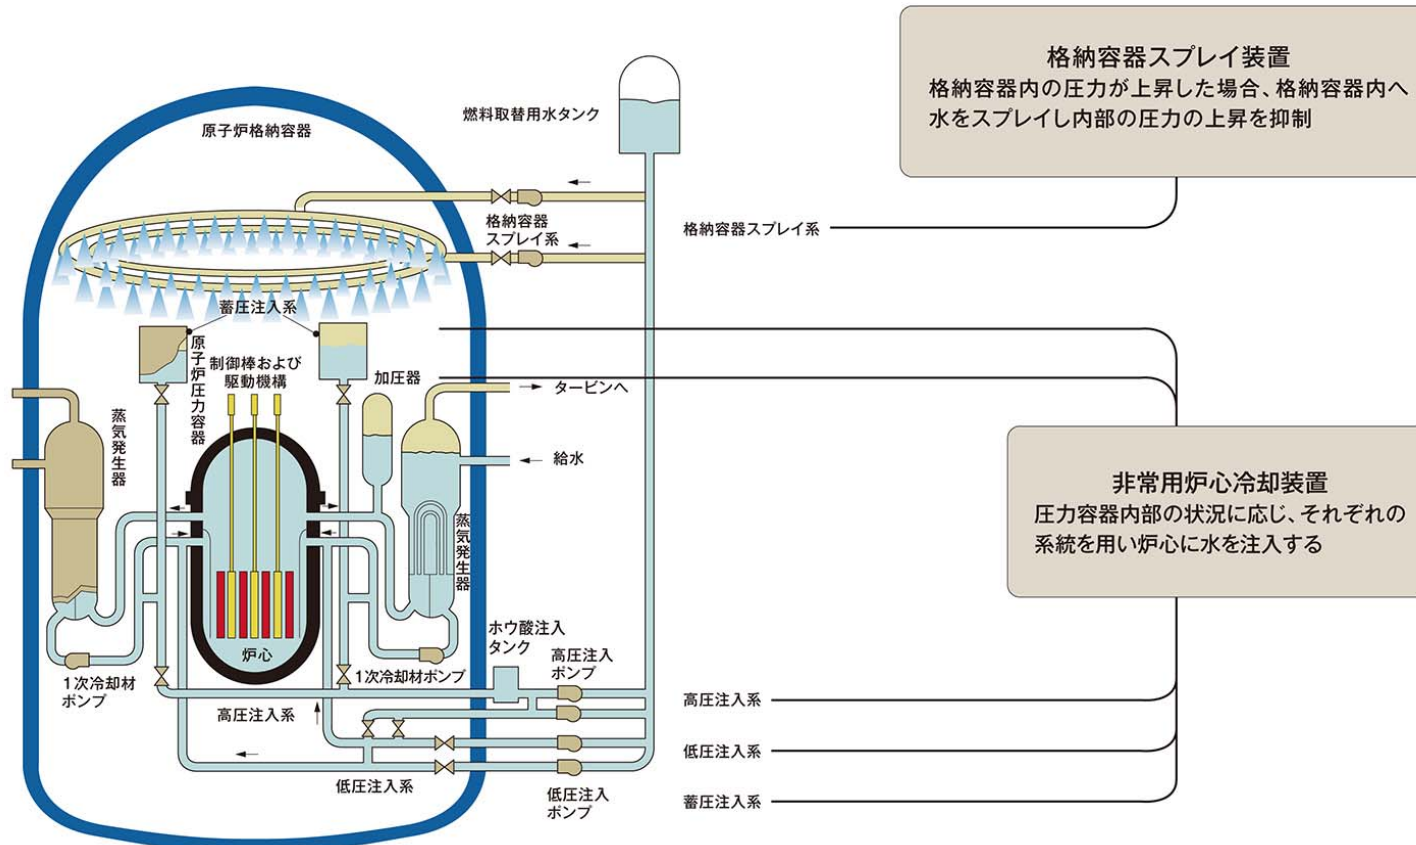 格納容器スプレイ装置
格納容器内の圧力が上昇した場合、格納容器内へ
水をスプレイし内部の圧力の上昇を抑制
燃料取替用水タンク
原子炉格納容器
格納容器
スプレイ系
格納容器スプレイ系
蓄圧注入系
原子炉圧力容器
制御棒および
駆動機構
加圧器
タービンへ
蒸気発生器
給水
非常用炉心冷却装置
圧力容器内部の状況に応じ、それぞれの
系統を用い炉心に水を注入する
蒸気発生器
炉心
ホウ酸注入
タンク
高圧注入
ポンプ
1次冷却材
ポンプ
1次冷却材ポンプ
高圧注入系
高圧注入系
低圧注入系
低圧注入系
低圧注入
ポンプ
蓄圧注入系